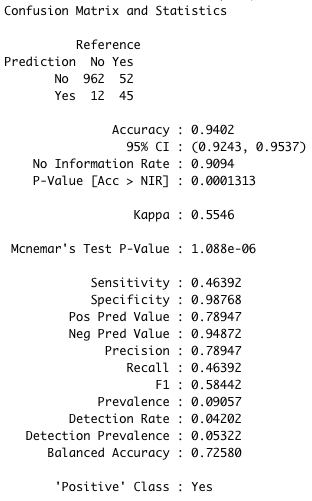 Confusion Matrix and Statistics
Reference
Prediction No Yes
No 962 52
Yes 12 45
Accuracy : 0.9402
95% CI : (0.9243, 0.9537)
No Information Rate : 0.9094
P-Value [Acc > NIR] : 0.0001313
Kappa : 0.5546
Mcnemar's Test P-Value : 1.088e-06
Sensitivity : 0.46392
Specificity : 0.98768
Pos Pred Value : 0.78947
Neg Pred Value : 0.94872
Precision : 0.78947
Recall : 0.46392
F1 : 0.58442
Prevalence : 0.09057
Detection Rate : 0.04202
Detection Prevalence : 0.05322
Balanced Accuracy : 0.72580
'Positive' Class : Yes